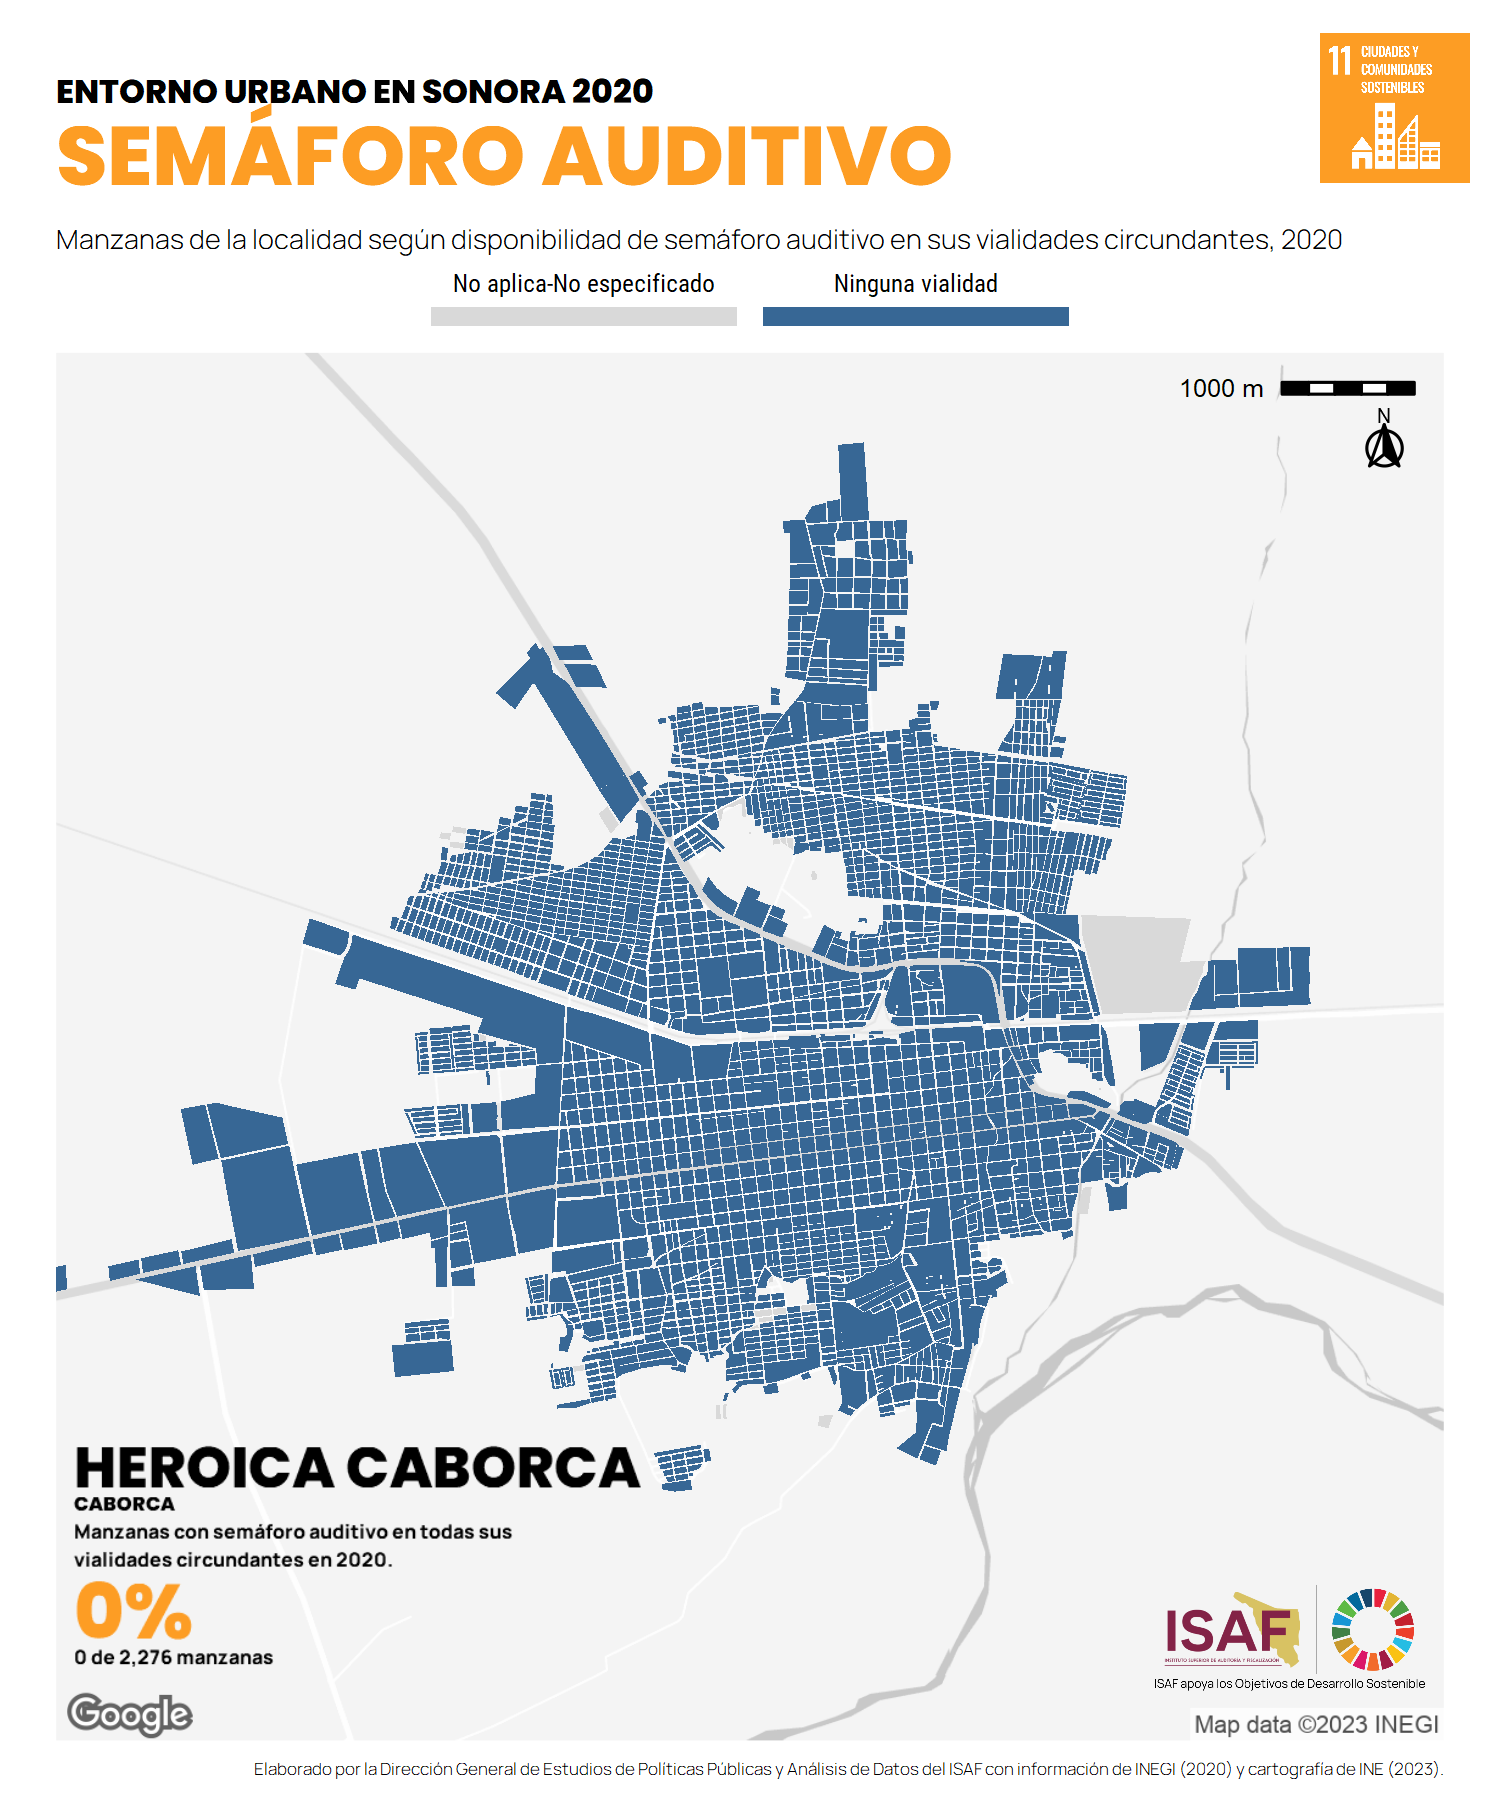 ENTORNO URBANO EN SONORA 2020
SEMÁFORO AUDITIVO
11 CIUDADES Y
COMUNIDADES
SOSTENIBLES
Manzanas de la localidad según disponibilidad de semáforo auditivo en sus vialidades circundantes, 2020
No aplica-No especificado
Ninguna vialidad
1000 m
N
HEROICA CABORCA
CABORCA
Manzanas con semáforo auditivo en todas sus
vialidades circundantes en 2020.
0%
0 de 2,276 manzanas
Google
ISAF
INSTITUTO SUPERIOR DE AUDITORÍA Y FISCALIZACIÓN
ISAF apoya los Objetivos de Desarrollo Sostenible
Map data ©2023 INEGI
Elaborado por la Dirección General de Estudios de Políticas Públicas y Análisis de Datos del ISAF con información de INEGI (2020) y cartografía de INE (2023).